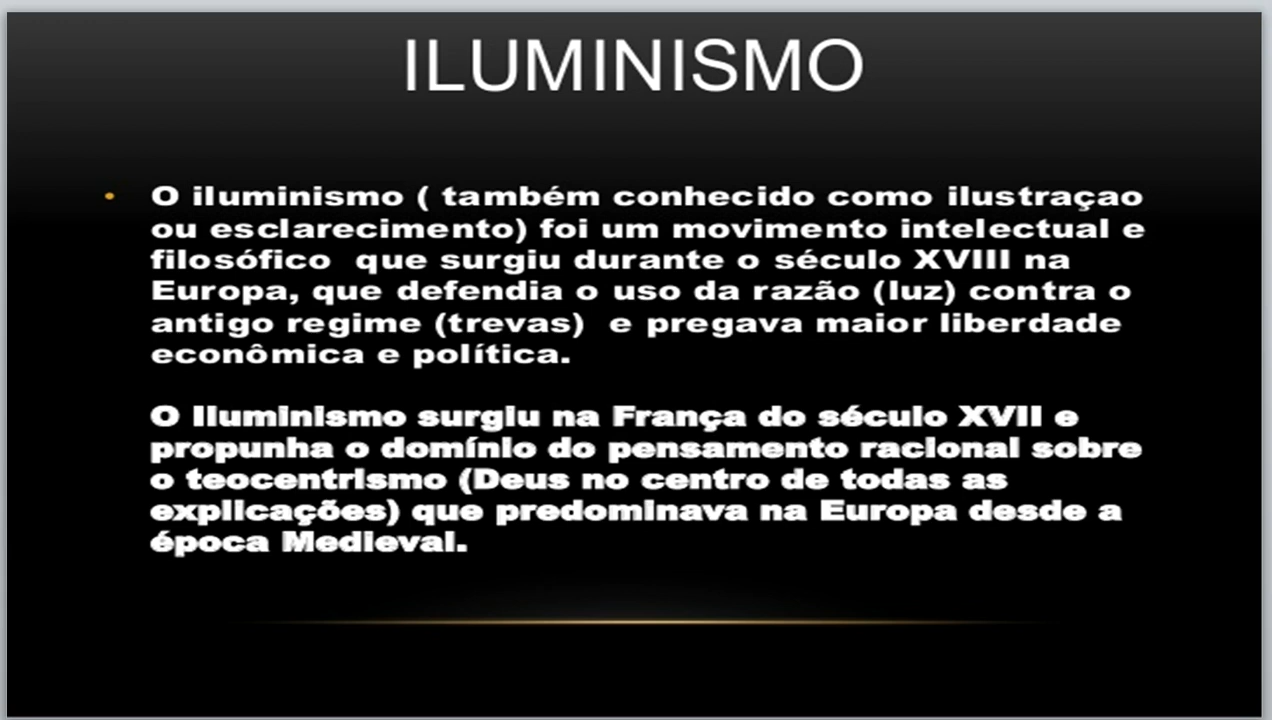 ILUMINISMO
• O iluminismo ( também conhecido como ilustraçao
ou esclarecimento) foi um movimento intelectual e
filosófico que surgiu durante o século XVIII na
Europa, que defendia o uso da razão (luz) contra o
antigo regime (trevas) e pregava maior liberdade
econômica e política.
O Iluminismo surgiu na França do século XVII e
propunha o domínio do pensamento racional sobre
o teocentrismo (Deus no centro de todas as
explicações) que predominava na Europa desde a
época Medieval.